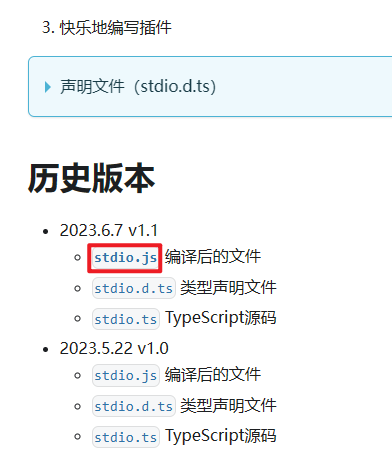 3. 快乐地编写插件
声明文件（stdio.d.ts）
历史版本
2023.6.7 v1.1
stdio.js 编译后的文件
stdio.d.ts 类型声明文件
stdio.ts TypeScript源码
2023.5.22 v1.0
stdio.js 编译后的文件
stdio.d.ts 类型声明文件
stdio.ts TypeScript源码